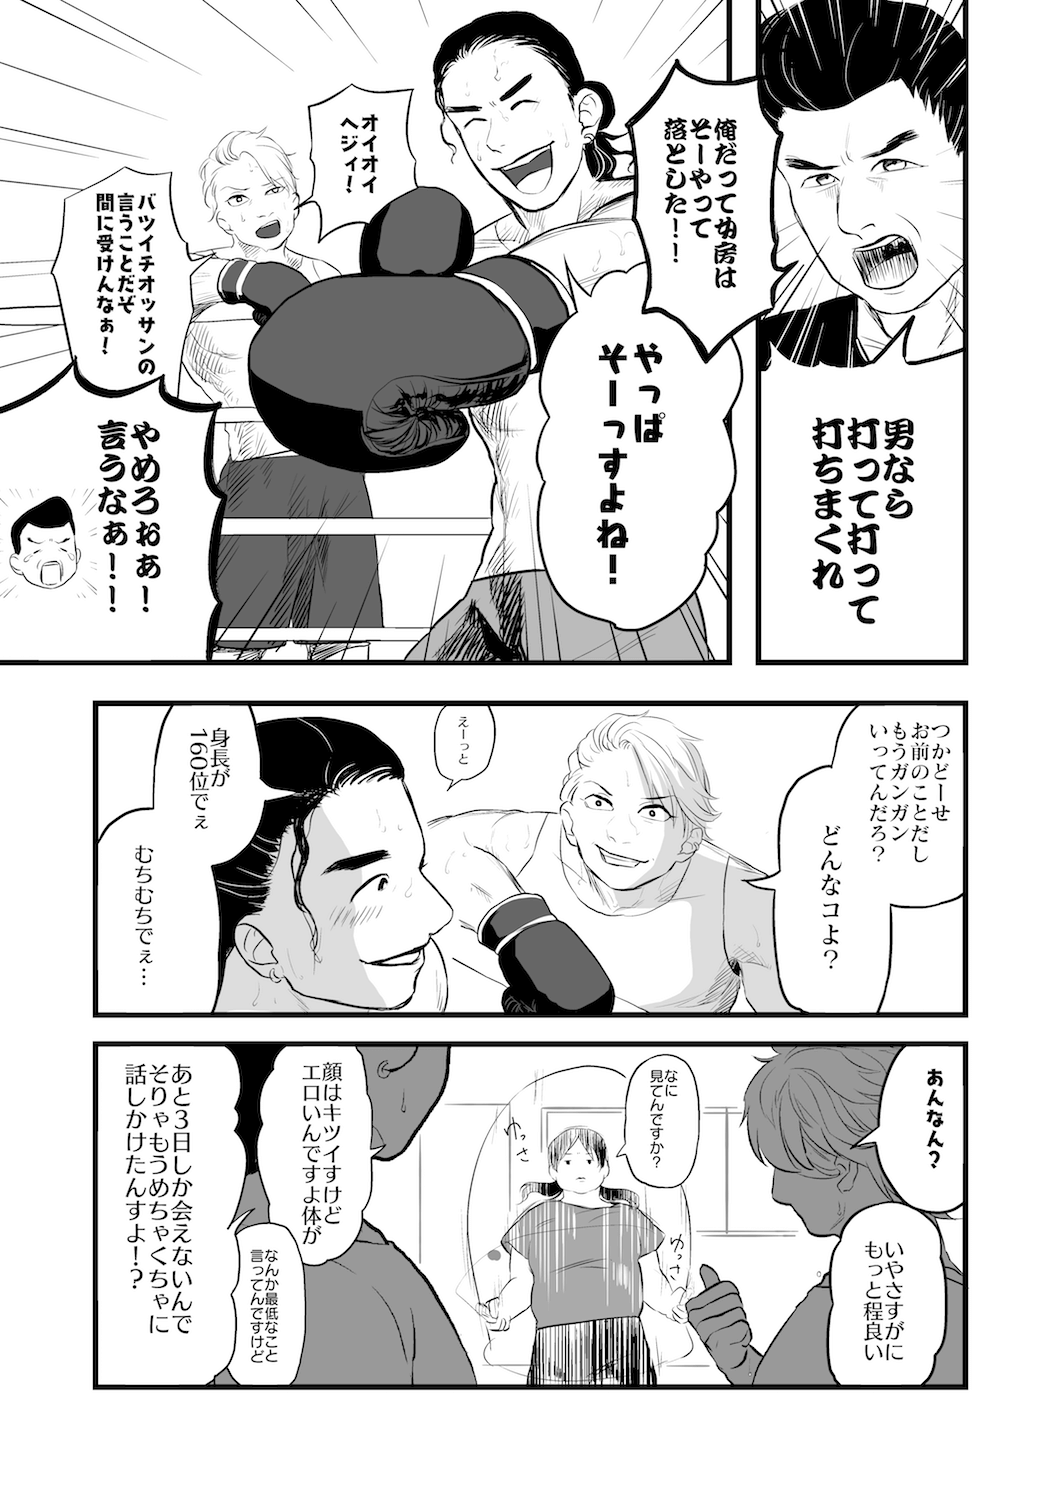 男なら
打って打って
打ちまくれ
俺だって女房は
そーやって
落とした！！
やっぱ
そーっすよね！
オイオイ
ヘジィ！
バツイチオッサンの
言うことだぞ
間に受けんなぁ！
やめろぉぁ！
言うなぁ！！
つかどーせ
お前のことだし
もうガンガン
いってんだろ？
どんなコよ？
えーっと
身長が
160位でぇ
むちむちでぇ…
あんなん？
いやさすがに
もっと程良い
なに
見てんですか？
ゆっさ
ゆっさ
顔はキツイすけど
エロいんですよ体が
なんか最低なこと
言ってんですけど
あと3日しか会えないんで
そりゃもうめちゃくちゃに
話しかけたんすよ！？